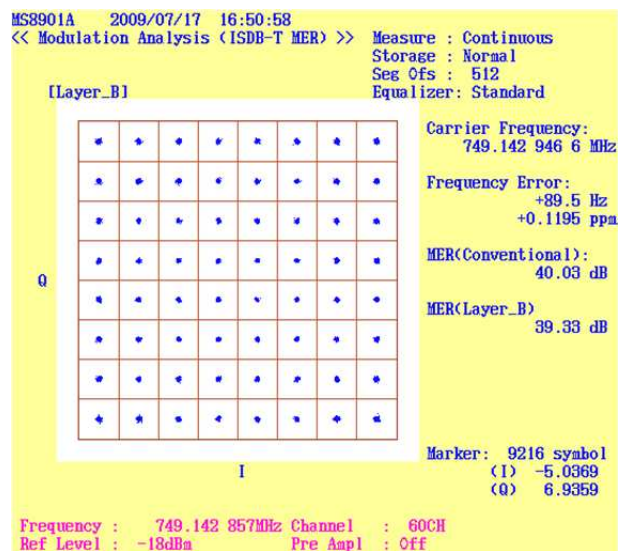 MS8901A 2009/07/17 16:50:58
<< Modulation Analysis (ISDB-T MER) >> Measure : Continuous
Storage : Normal
Seg Ofs : 512
[Layer_B] Equalizer: Standard
Carrier Frequency:
749.142 946 6 MHz
Frequency Error:
+89.5 Hz
+0.1195 ppm
MER(Conventional):
40.03 dB
Q
MER(Layer_B)
39.33 dB
Marker: 9216 symbol
I
(I) -5.0369
(Q) 6.9359
Frequency : 749.142 857MHz Channel : 60CH
Ref Level : -18dBm Pre Ampl : Off